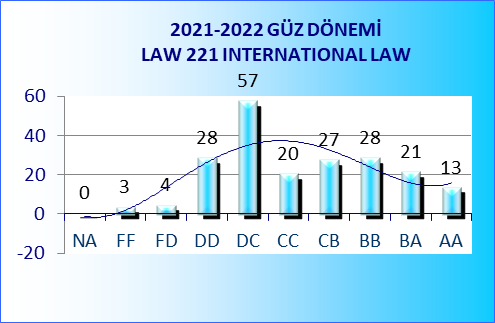 2021-2022 GÜZ DÖNEMİ
LAW 221 INTERNATIONAL LAW
60
40
20
0
-20
0 3 4 28 57 20 27 28 21 13
NA FF FD DD DC CC CB BB BA AA